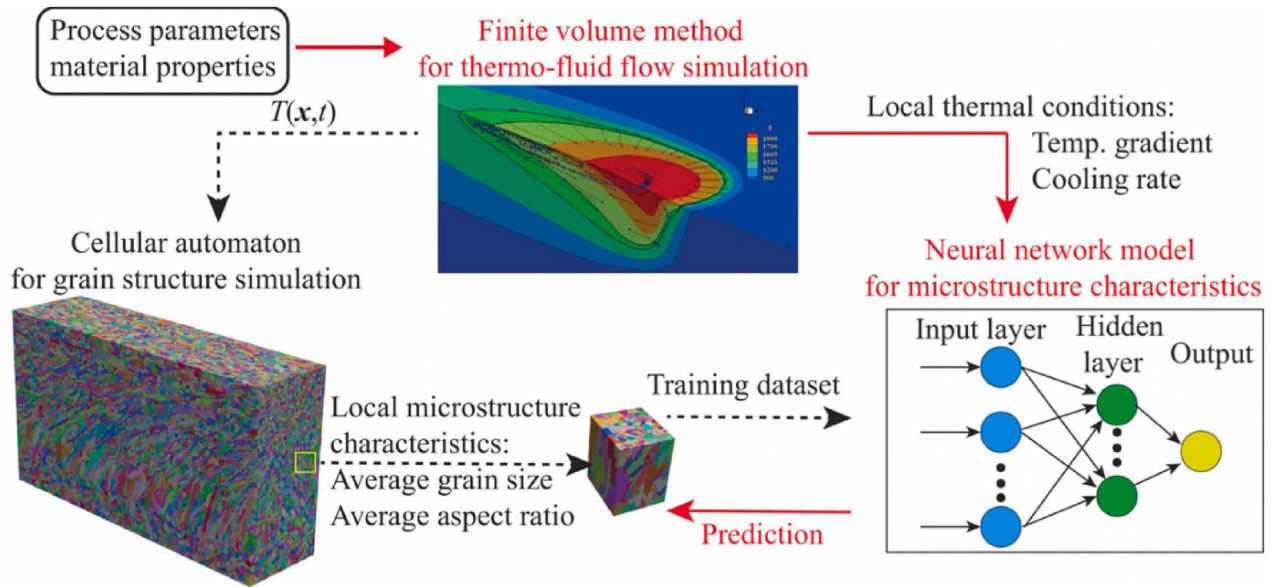 Process parameters
material properties
Finite volume method
for thermo-fluid flow simulation
T(x,t)
Local thermal conditions:
Temp. gradient
Cooling rate
Cellular automaton
for grain structure simulation
Neural network model
for microstructure characteristics
Input layer
Hidden
layer
Output
Training dataset
Local microstructure
characteristics:
Average grain size
Average aspect ratio
Prediction